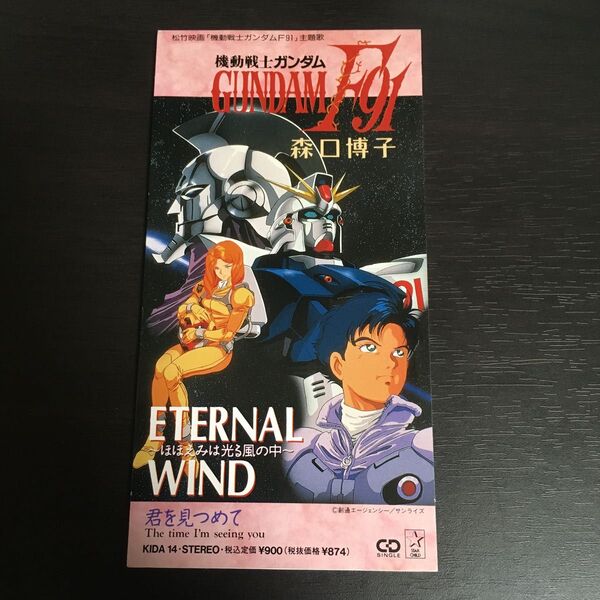 松竹映画「機動戦士ガンダムF91」主題歌
機動戦士ガンダム
GUNDAM F91
森口博子
91
ETERNAL
〜ほほえみは光る風の中〜
WIND
©創通エージェンシー/サンライズ
君を見つめて
The time I'm seeing you
KIDA 14・STEREO・税込定価 ¥900(税抜価格 ¥874)
CD
SINGLE
STAR
CHILD